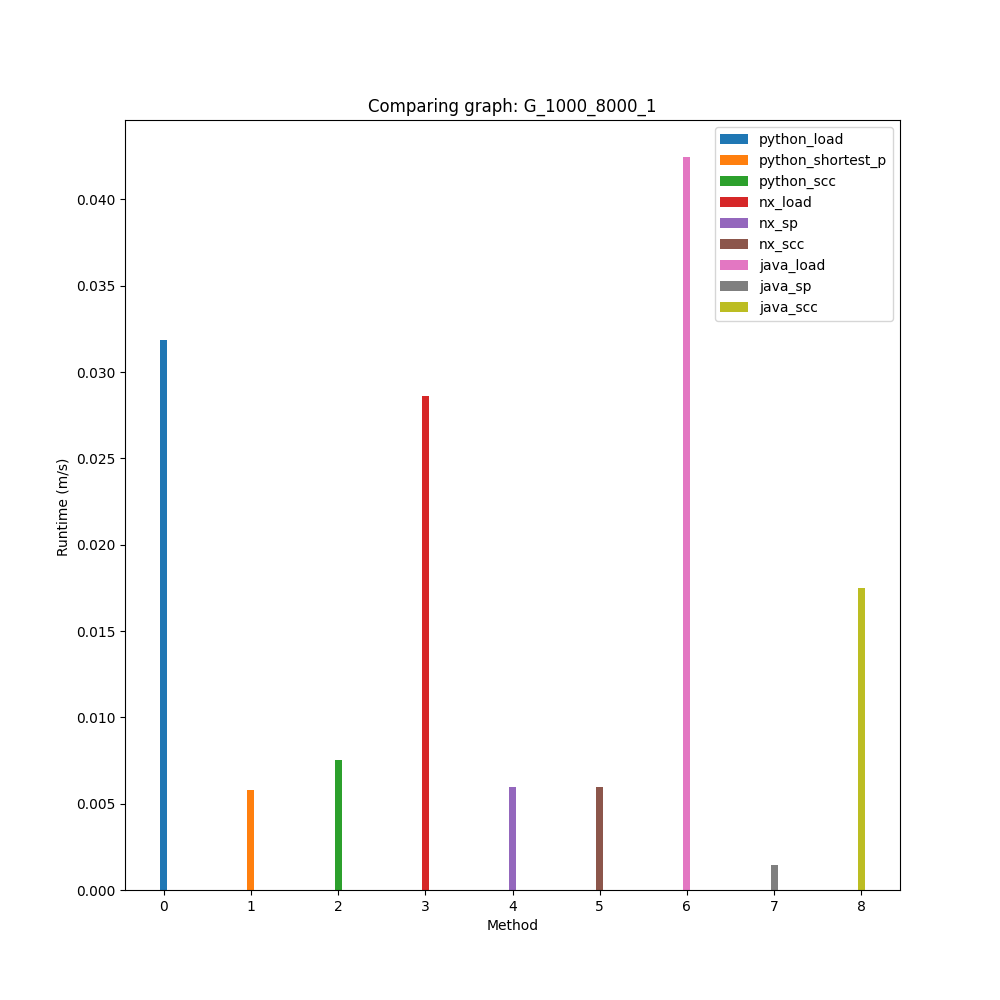 Comparing graph: G_1000_8000_1
python_load
python_shortest_p
python_scc
nx_load
nx_sp
nx_scc
java_load
java_sp
java_scc
0.040
0.035
0.030
0.025
0.020
0.015
0.010
0.005
0.000
Runtime (m/s)
0 1 2 3 4 5 6 7 8
Method